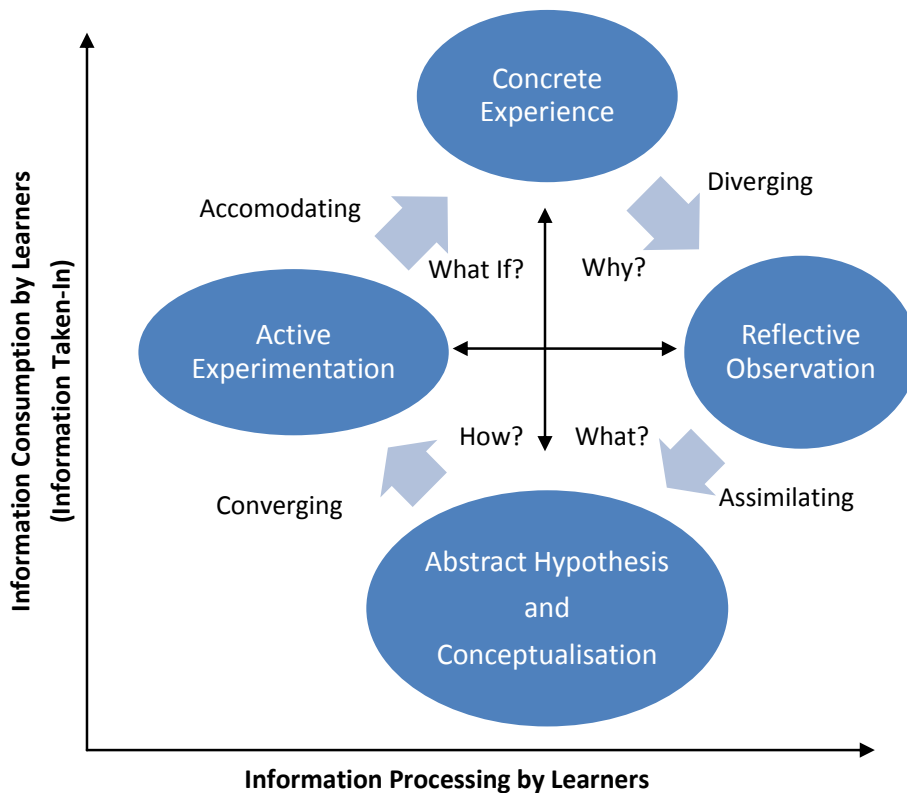 Concrete
Experience
Diverging
Accomodating
What If?
Why?
Active
Experimentation
Reflective
Observation
How?
What?
Converging
Assimilating
Abstract Hypothesis
and
Conceptualisation
Information Consumption by Learners
(Information Taken-In)
Information Processing by Learners